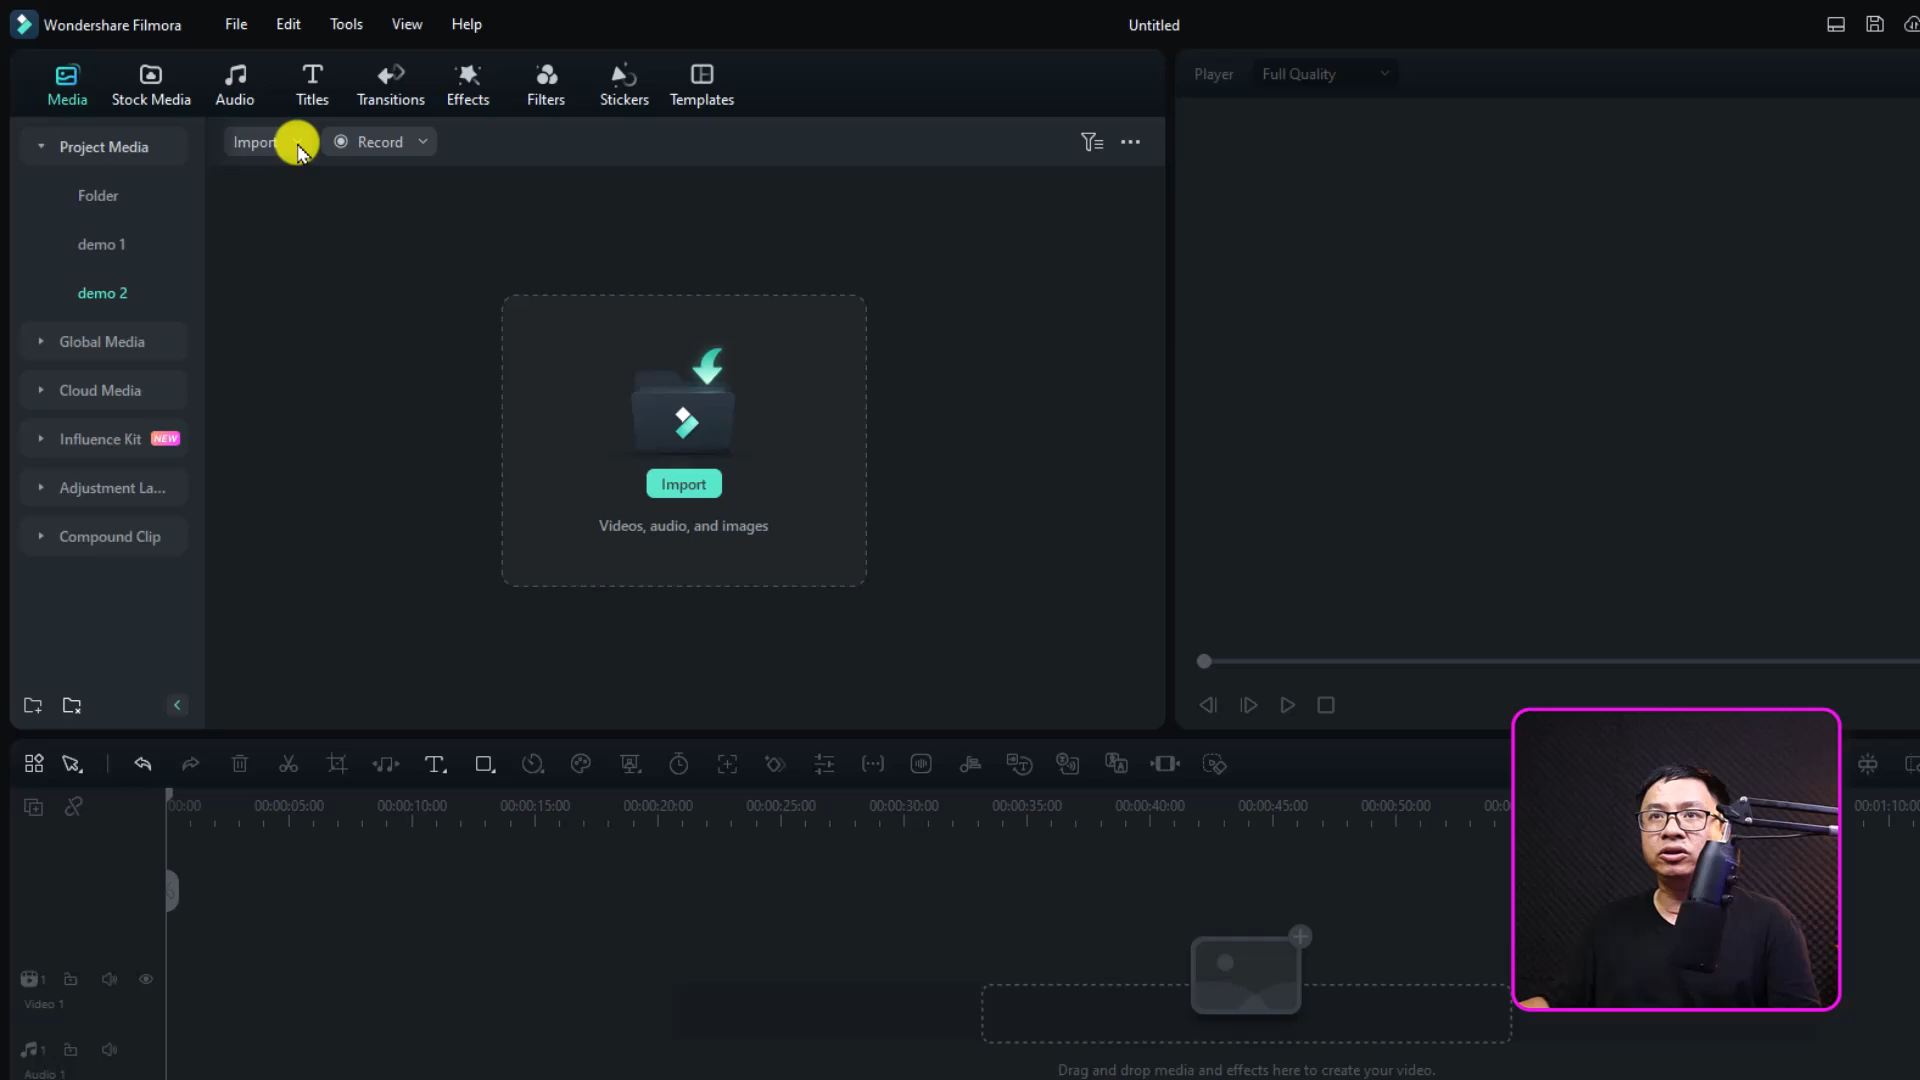 Wondershare Filmora
File
Edit
Tools
View
Help
Untitled
Media
Stock Media
Audio
Titles
Transitions
Effects
Filters
Stickers
Templates
Player
Full Quality
Import
Record
Project Media
Folder
demo 1
demo 2
Global Media
Cloud Media
Influence Kit NEW
Adjustment La...
Compound Clip
Import
Videos, audio, and images
00:00
00:00:05:00
00:00:10:00
00:00:15:00
00:00:20:00
00:00:25:00
00:00:30:00
00:00:35:00
00:00:40:00
00:00:45:00
00:00:50:00
00:
00:01:10:00
1
Video 1
1
Audio 1
Drag and drop media and effects here to create your video.